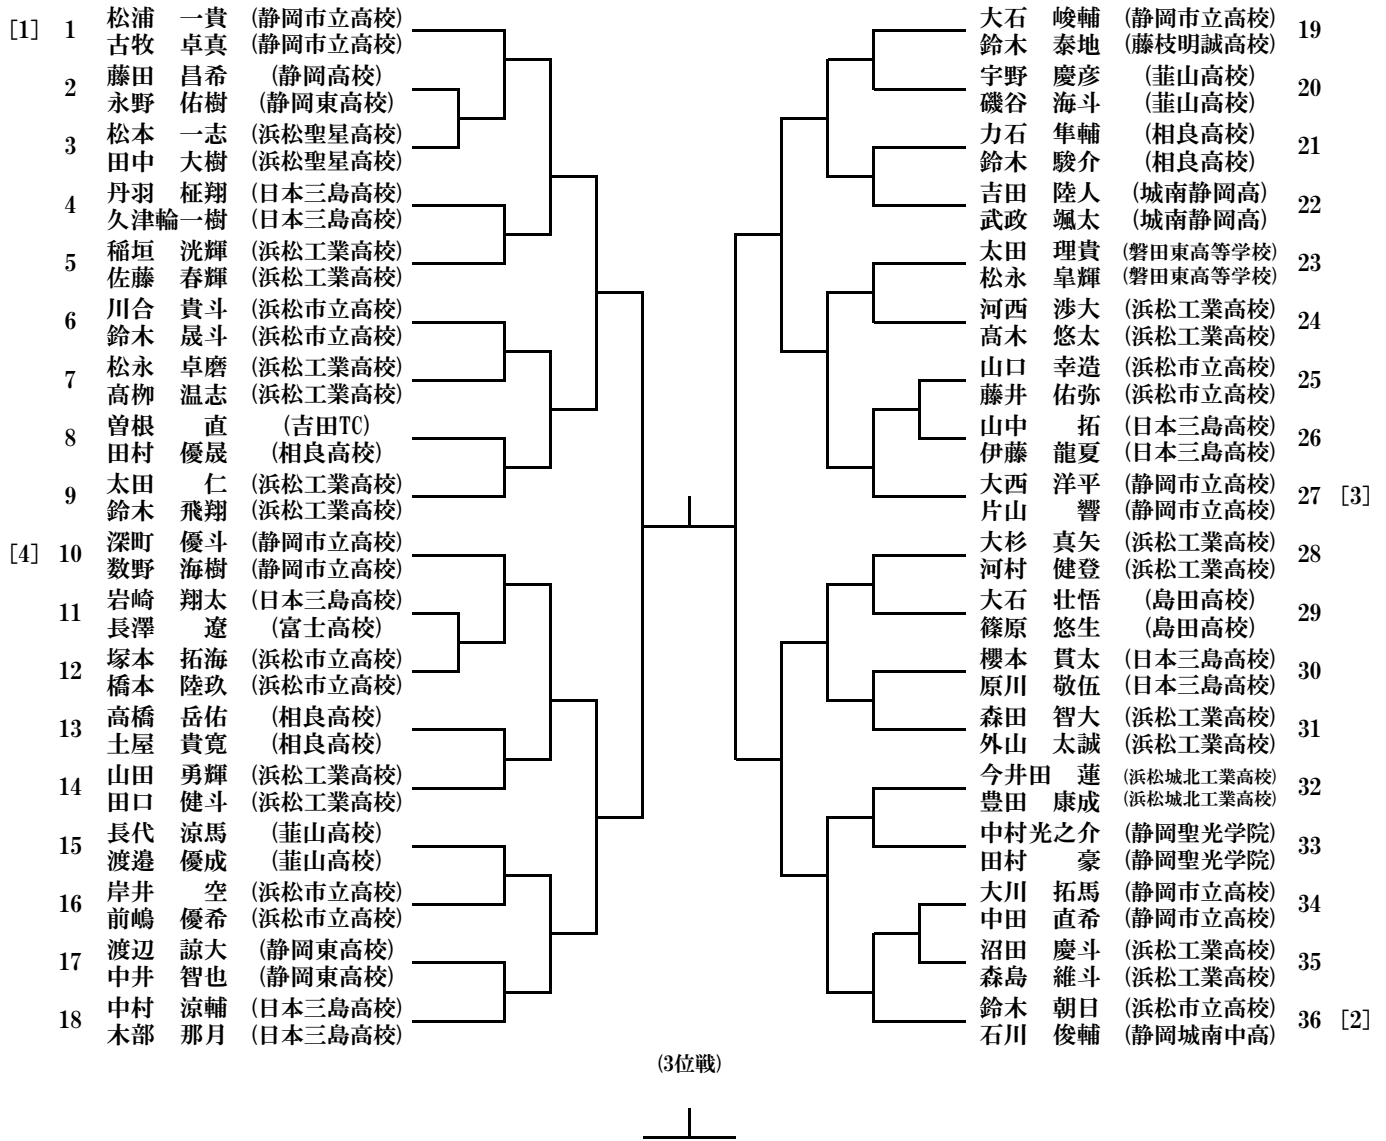 [1] 1 松浦 一貴 (静岡市立高校)
古牧 卓真 (静岡市立高校)
2 藤田 昌希 (静岡高校)
永野 佑樹 (静岡東高校)
3 松本 一志 (浜松聖星高校)
田中 大樹 (浜松聖星高校)
4 丹羽 柾翔 (日本三島高校)
久津輪一樹 (日本三島高校)
5 稲垣 洸輝 (浜松工業高校)
佐藤 春輝 (浜松工業高校)
6 川合 貴斗 (浜松市立高校)
鈴木 晟斗 (浜松市立高校)
7 松永 卓磨 (浜松工業高校)
髙栁 温志 (浜松工業高校)
8 曽根 直 (吉田TC)
田村 優晟 (相良高校)
9 太田 仁 (浜松工業高校)
鈴木 飛翔 (浜松工業高校)
[4] 10 深町 優斗 (静岡市立高校)
数野 海樹 (静岡市立高校)
11 岩崎 翔太 (日本三島高校)
長澤 遼 (富士高校)
12 塚本 拓海 (浜松市立高校)
橋本 陸玖 (浜松市立高校)
13 高橋 岳佑 (相良高校)
土屋 貴寛 (相良高校)
14 山田 勇輝 (浜松工業高校)
田口 健斗 (浜松工業高校)
15 長代 涼馬 (韮山高校)
渡邉 優成 (韮山高校)
16 岸井 空 (浜松市立高校)
前嶋 優希 (浜松市立高校)
17 渡辺 諒大 (静岡東高校)
中井 智也 (静岡東高校)
18 中村 涼輔 (日本三島高校)
木部 那月 (日本三島高校)
大石 峻輔 (静岡市立高校) 19
鈴木 泰地 (藤枝明誠高校)
宇野 慶彦 (韮山高校) 20
磯谷 海斗 (韮山高校)
力石 隼輔 (相良高校) 21
鈴木 駿介 (相良高校)
吉田 陸人 (城南静岡高) 22
武政 颯太 (城南静岡高)
太田 理貴 (磐田東高等学校) 23
松永 皐輝 (磐田東高等学校)
河西 渉大 (浜松工業高校) 24
髙木 悠太 (浜松工業高校)
山口 幸造 (浜松市立高校) 25
藤井 佑弥 (浜松市立高校)
山中 拓 (日本三島高校) 26
伊藤 龍夏 (日本三島高校)
大西 洋平 (静岡市立高校) 27 [3]
片山 響 (静岡市立高校)
大杉 真矢 (浜松工業高校) 28
河村 健登 (浜松工業高校)
大石 壮悟 (島田高校) 29
篠原 悠生 (島田高校)
櫻本 貫太 (日本三島高校) 30
原川 敬伍 (日本三島高校)
森田 智大 (浜松工業高校) 31
外山 太誠 (浜松工業高校)
今井田 蓮 (浜松城北工業高校) 32
豊田 康成 (浜松城北工業高校)
中村光之介 (静岡聖光学院) 33
田村 豪 (静岡聖光学院)
大川 拓馬 (静岡市立高校) 34
中田 直希 (静岡市立高校)
沼田 慶斗 (浜松工業高校) 35
森島 維斗 (浜松工業高校)
鈴木 朝日 (浜松市立高校) 36 [2]
石川 俊輔 (静岡城南中高)
(3位戦)